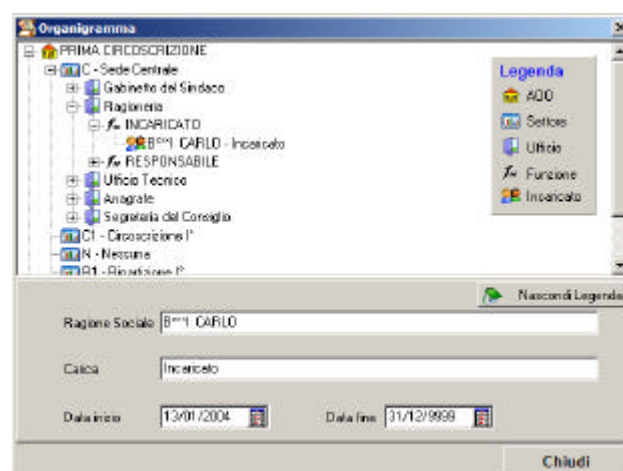 Organigramma
PRIMA CIRCOSCRIZIONE
C - Sede Centrale
Gabinetto del Sindaco
Ragioneria
INCARICATO
B***I CARLO - Incaricato
RESPONSABILE
Ufficio Tecnico
Anagrafe
Segreteria del Consiglio
C1 - Circoscrizione I°
N - Nessuna
R1 - Ripartizione I°
Legenda
AOO
Settore
Ufficio
Funzione
Incaricato
Nascondi Legenda
Ragione Sociale B***I CARLO
Carica Incaricato
Data inizio 13/01/2004 Data fine 31/12/9999
Chiudi